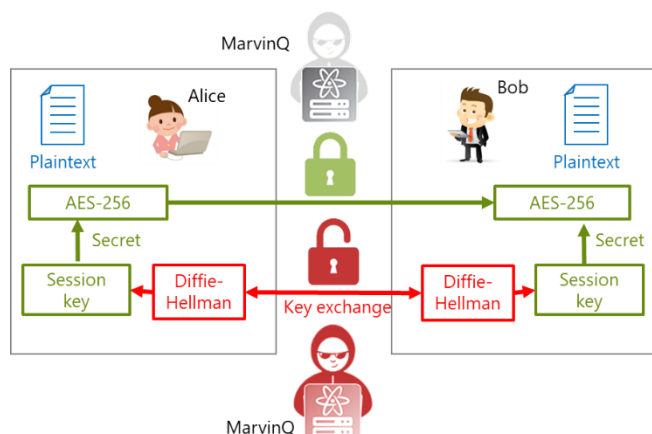 MarvinQ
Alice
Bob
Plaintext
Plaintext
AES-256
AES-256
Secret
Secret
Session
key
Diffie-
Hellman
Key exchange
Diffie-
Hellman
Session
key
MarvinQ